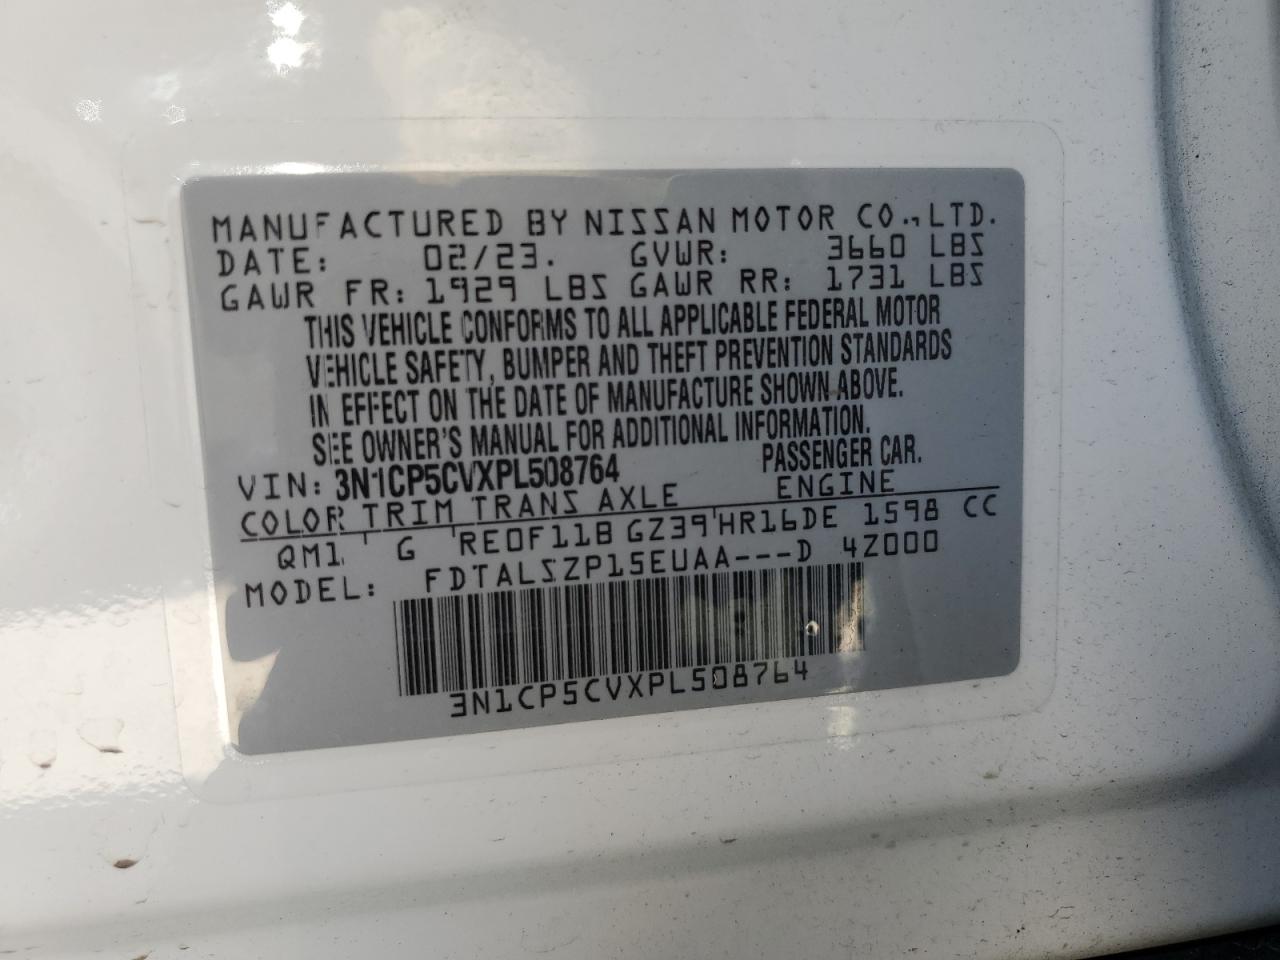 MANUFACTURED BY NISSAN MOTOR CO., LTD.
DATE: 02/23. GVWR: 3660 LBS
GAWR FR: 1929 LBS GAWR RR: 1731 LBS
THIS VEHICLE CONFORMS TO ALL APPLICABLE FEDERAL MOTOR
VEHICLE SAFETY, BUMPER AND THEFT PREVENTION STANDARDS
IN EFFECT ON THE DATE OF MANUFACTURE SHOWN ABOVE.
SEE OWNER'S MANUAL FOR ADDITIONAL INFORMATION.
VIN: 3N1CP5CVXPL508764 PASSENGER CAR.
COLOR TRIM TRANS AXLE ENGINE
QM1 G RE0F11B GZ39 HR16DE 1598 CC
MODEL: FDTALSZP15EUAA---D 4Z000
3N1CP5CVXPL508764